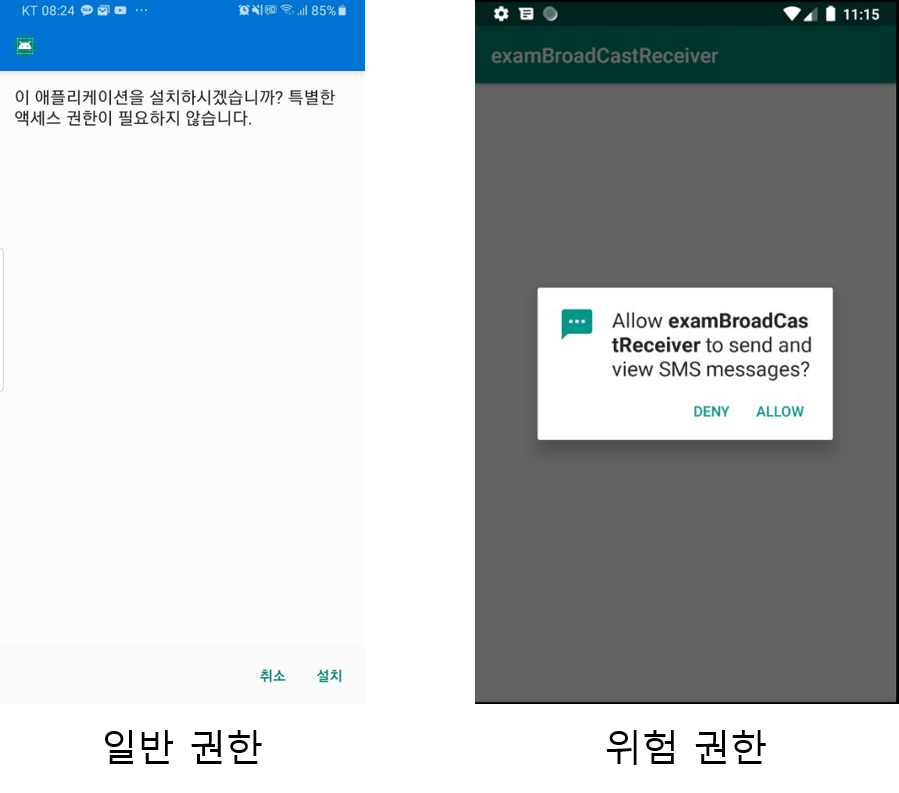 KT 08:24
85%
이 애플리케이션을 설치하시겠습니까? 특별한
액세스 권한이 필요하지 않습니다.
취소 설치
일반 권한
11:15
examBroadCastReceiver
Allow examBroadCas
tReceiver to send and
view SMS messages?
DENY ALLOW
위험 권한